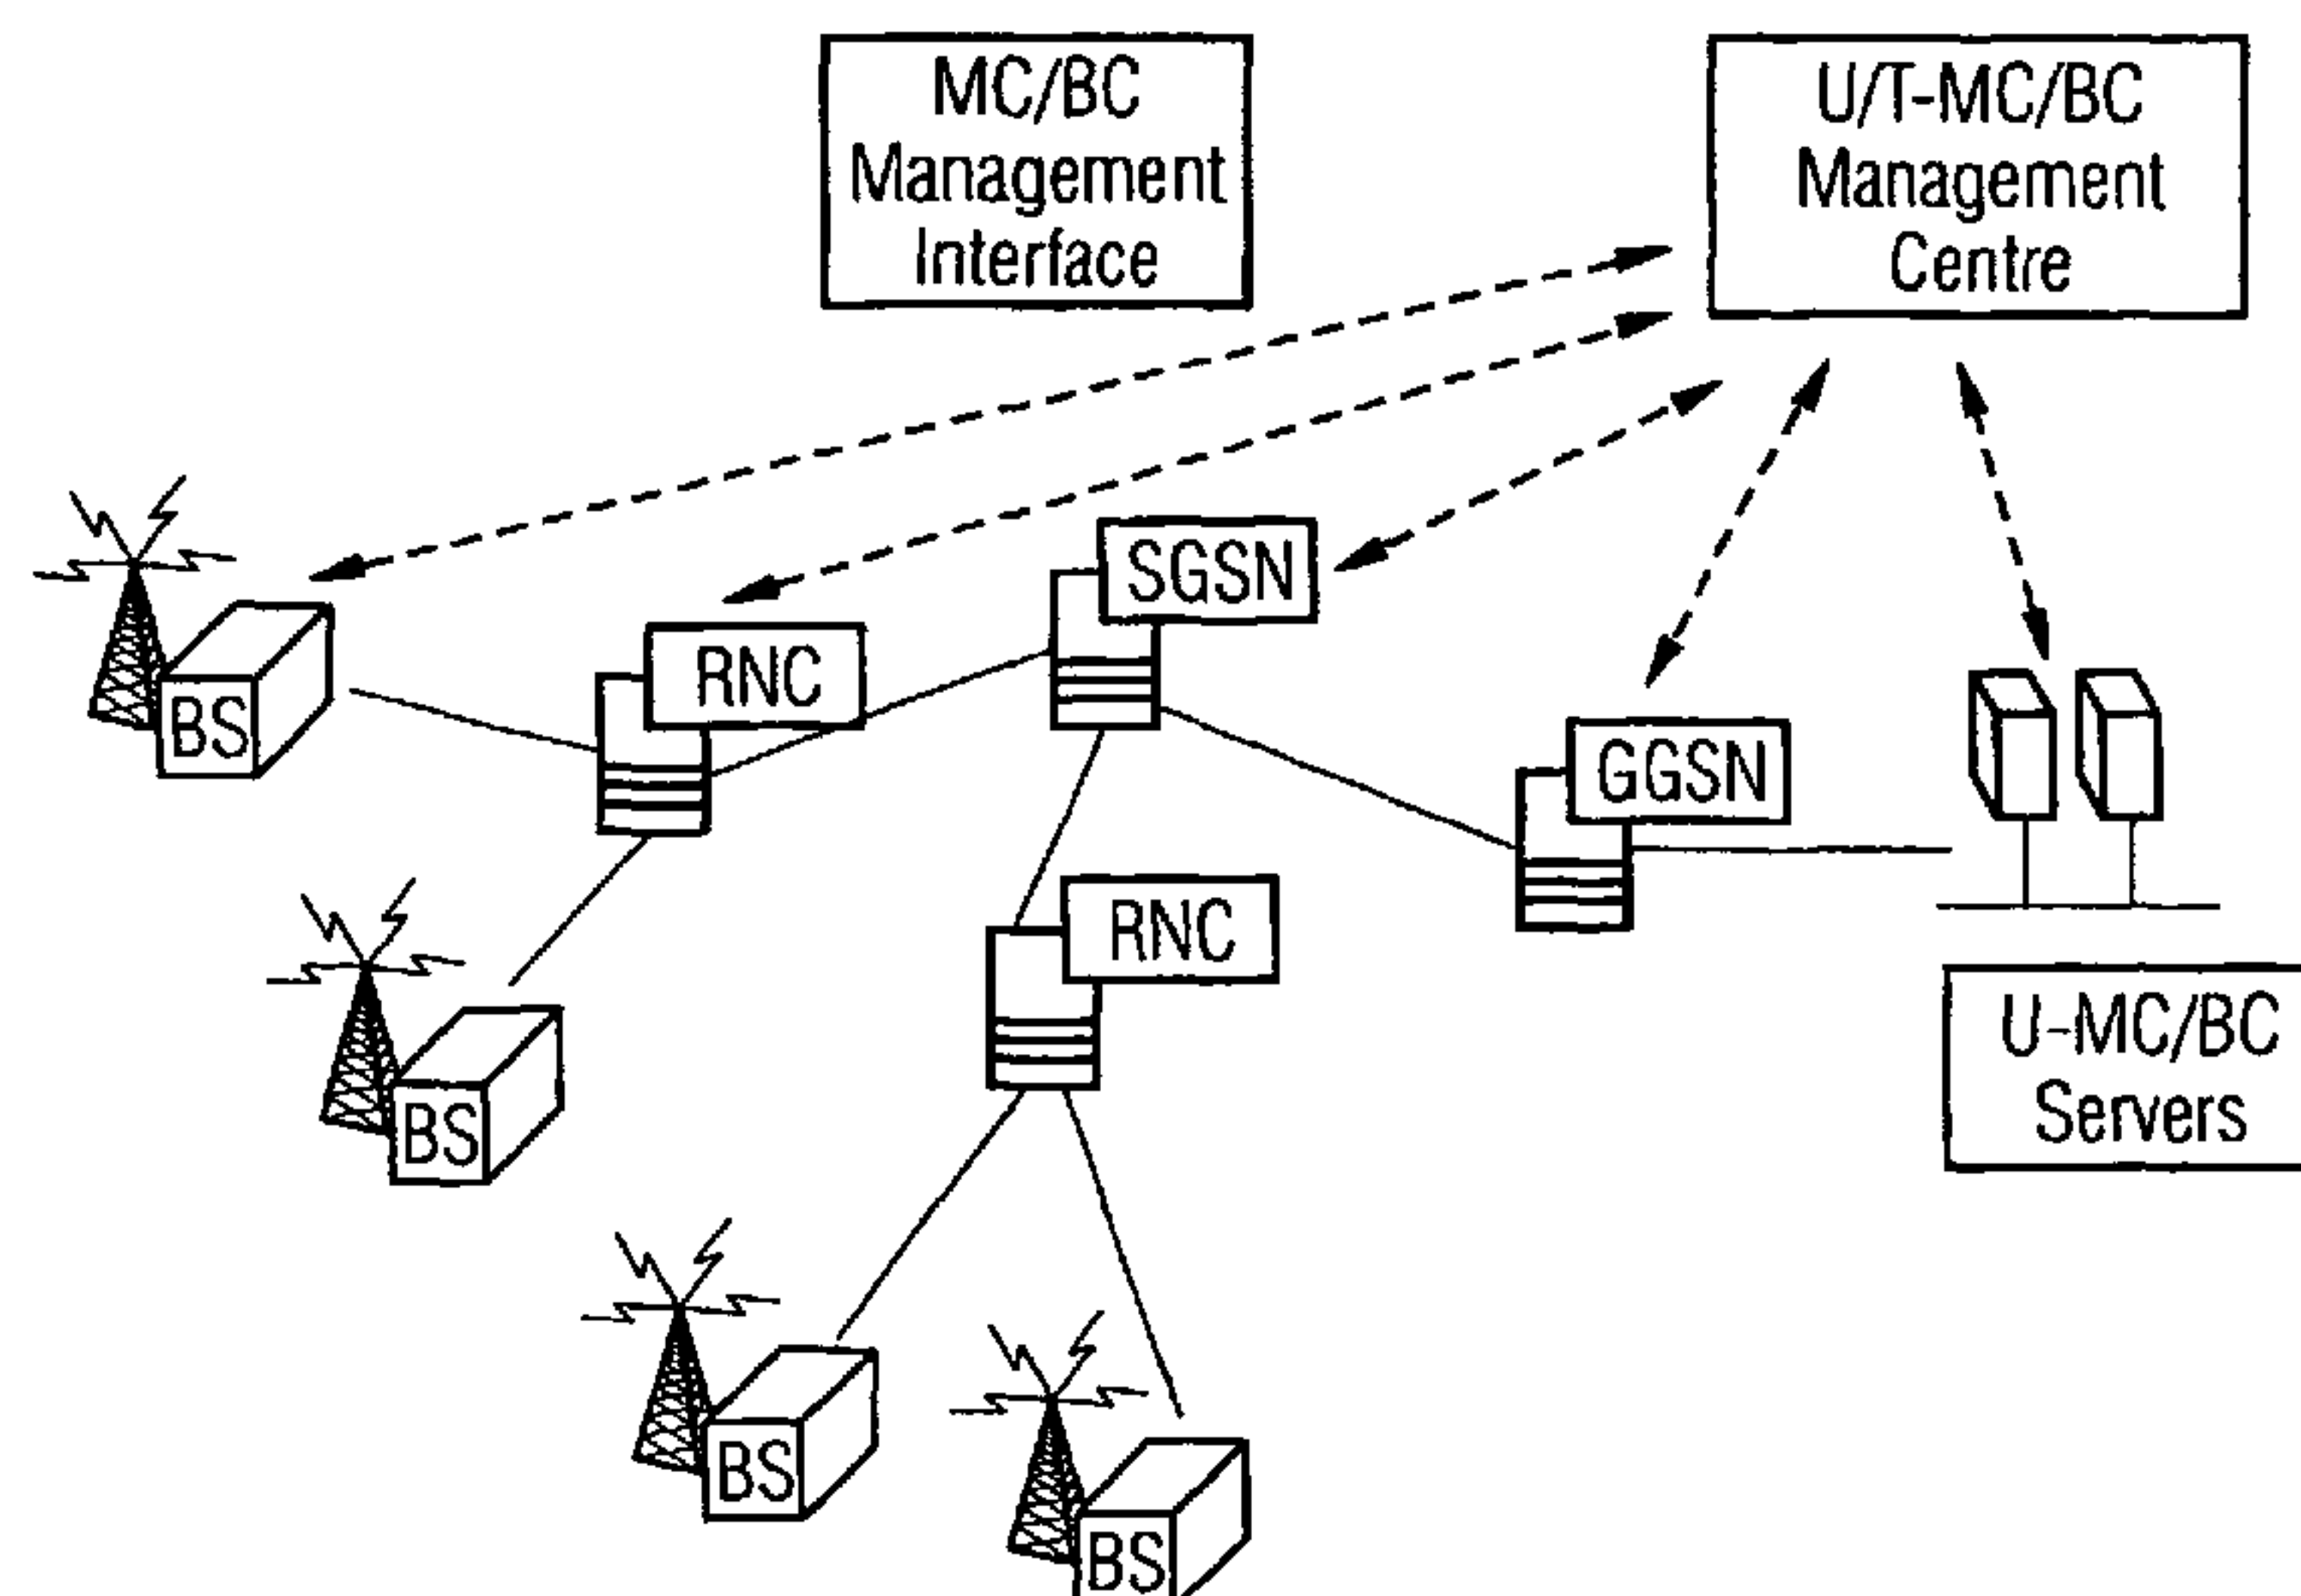 MC/BC
Management
Interface
U/T-MC/BC
Management
Centre
SGSN
RNC
BS
GGSN
RNC
U-MC/BC
Servers
BS
BS
BS